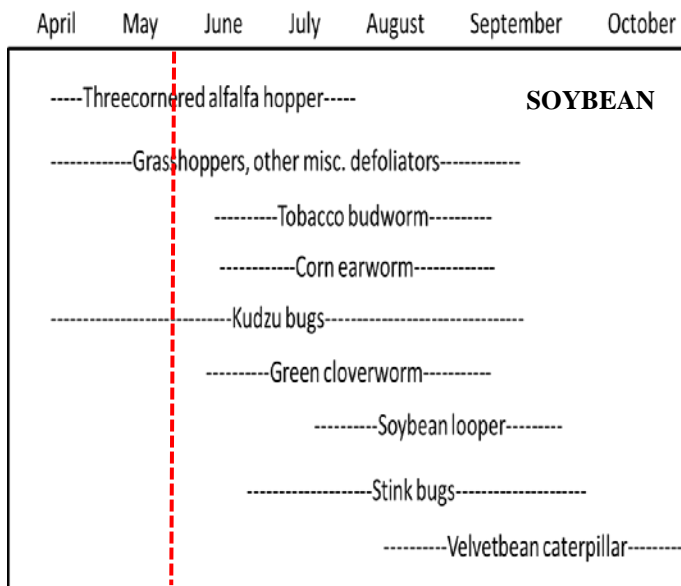 April May June July August September October
-----Threecornered alfalfa hopper----- SOYBEAN
-------------Grasshoppers, other misc. defoliators-------------
----------Tobacco budworm----------
------------Corn earworm-------------
-----------------------------Kudzu bugs--------------------------------
----------Green cloverworm-----------
----------Soybean looper---------
--------------------Stink bugs---------------------
----------Velvetbean caterpillar---------